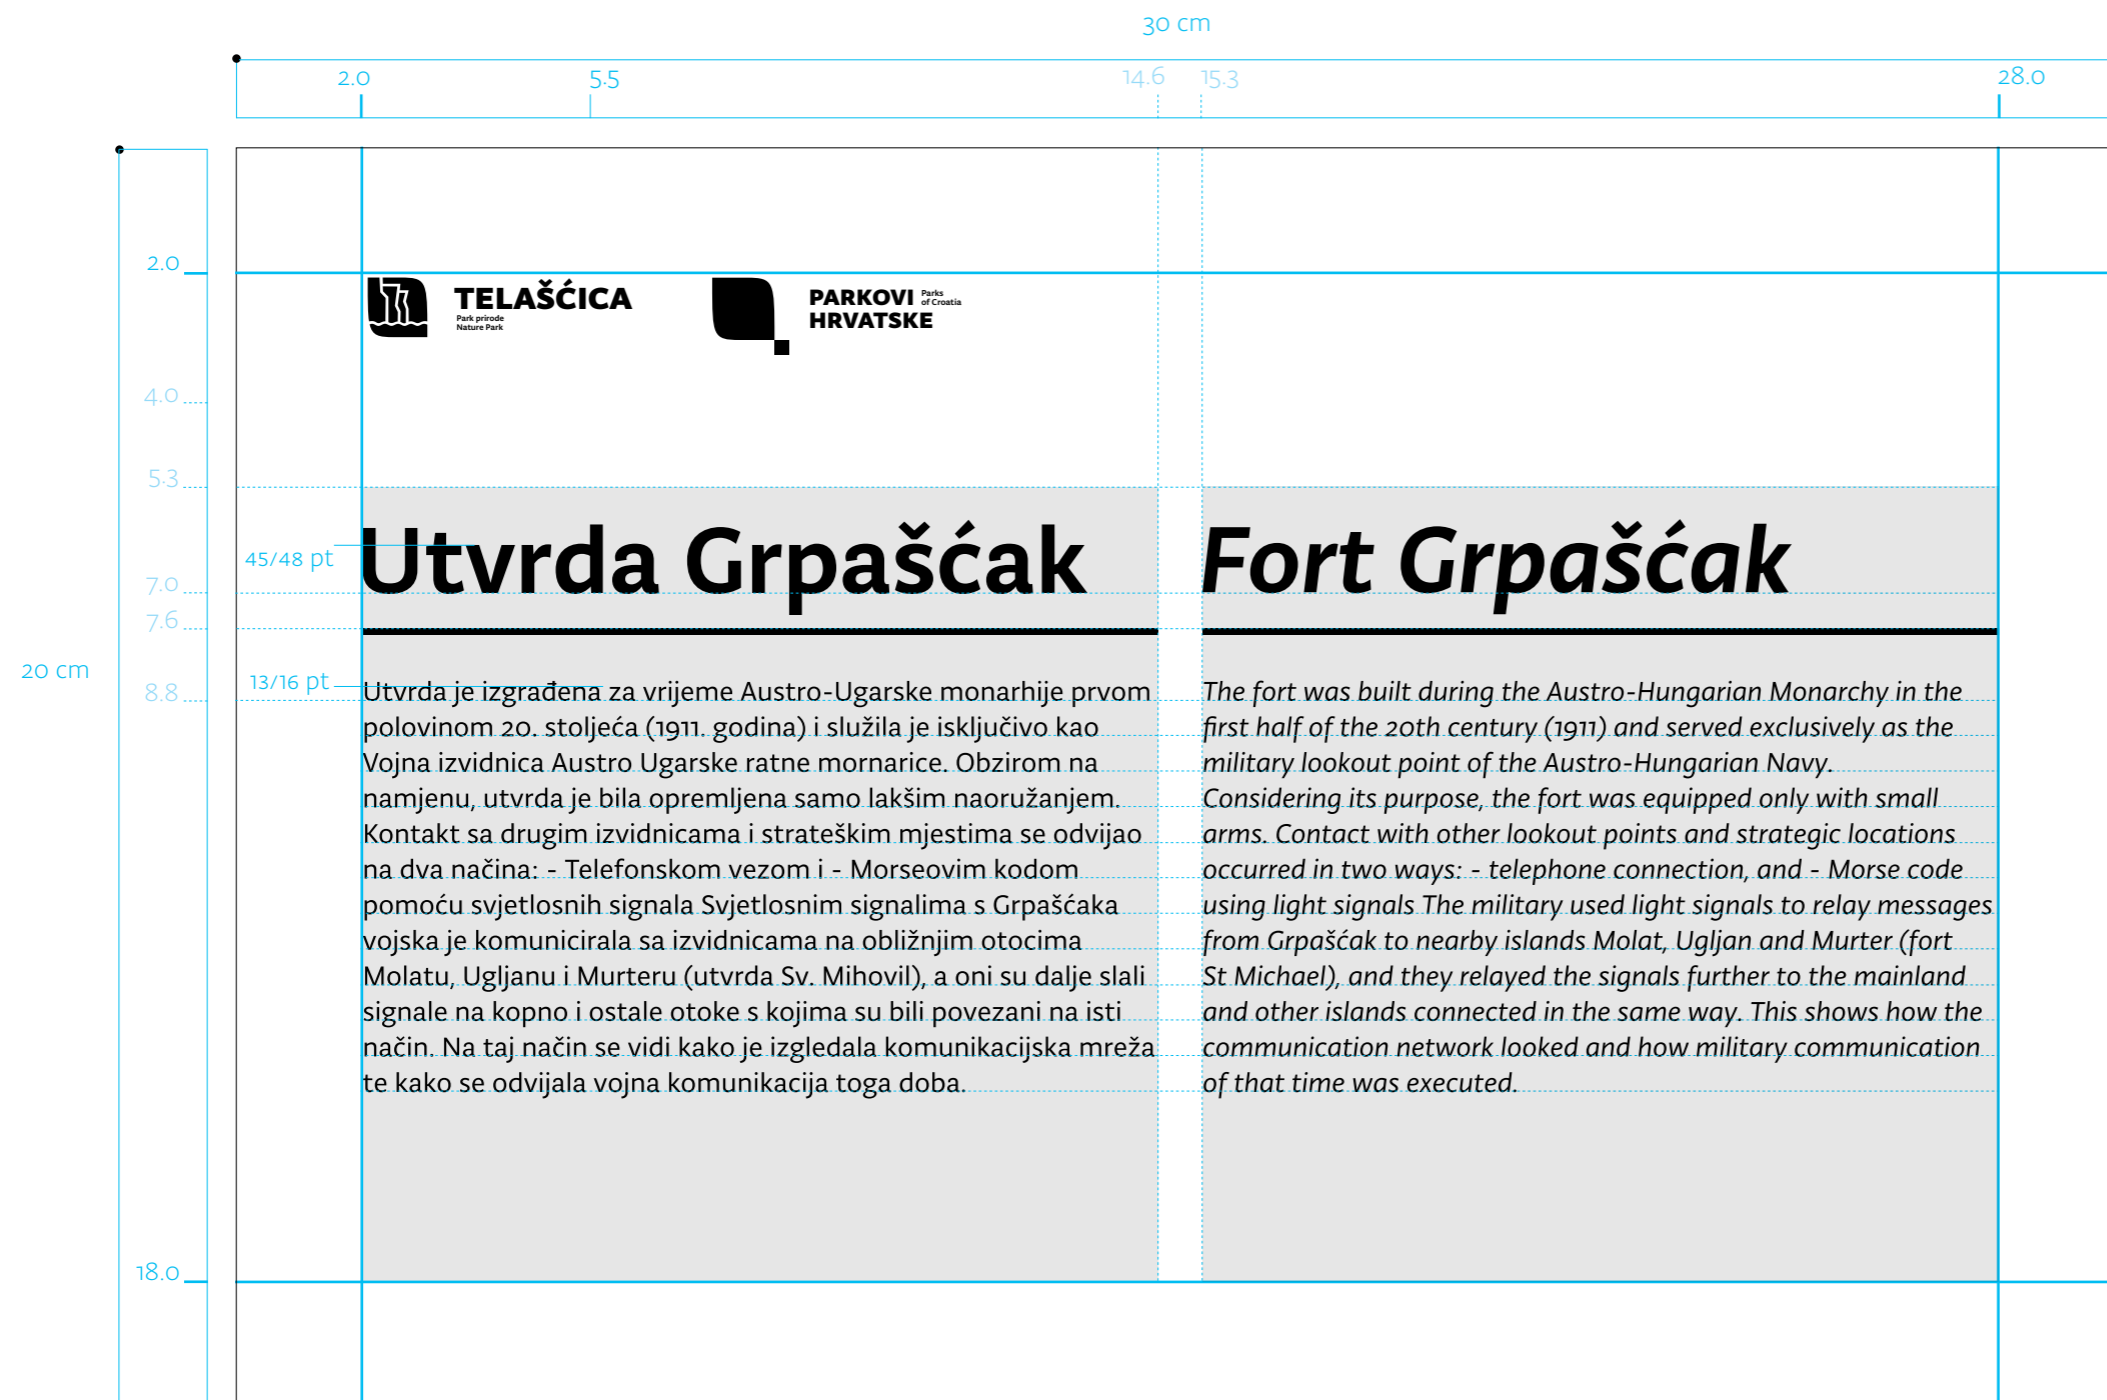 30 cm
2.0
5.5
14.6
15.3
28.0
2.0
4.0
5.3
7.0
7.6
8.8
18.0
20 cm
45/48 pt
13/16 pt
TELAŠĆICA
Park prirode
Nature Park
PARKOVI
HRVATSKE
Parks
of Croatia
Utvrda Grpašćak
Utvrda je izgrađena za vrijeme Austro-Ugarske monarhije prvom
polovinom 20. stoljeća (1911. godina) i služila je isključivo kao
Vojna izvidnica Austro Ugarske ratne mornarice. Obzirom na
namjenu, utvrda je bila opremljena samo lakšim naoružanjem.
Kontakt sa drugim izvidnicama i strateškim mjestima se odvijao
na dva načina: - Telefonskom vezom i - Morseovim kodom
pomoću svjetlosnih signala Svjetlosnim signalima s Grpašćaka
vojska je komunicirala sa izvidnicama na obližnjim otocima
Molatu, Ugljanu i Murteru (utvrda Sv. Mihovil), a oni su dalje slali
signale na kopno i ostale otoke s kojima su bili povezani na isti
način. Na taj način se vidi kako je izgledala komunikacijska mreža
te kako se odvijala vojna komunikacija toga doba.
Fort Grpašćak
The fort was built during the Austro-Hungarian Monarchy in the
first half of the 20th century (1911) and served exclusively as the
military lookout point of the Austro-Hungarian Navy.
Considering its purpose, the fort was equipped only with small
arms. Contact with other lookout points and strategic locations
occurred in two ways: - telephone connection, and - Morse code
using light signals The military used light signals to relay messages
from Grpašćak to nearby islands Molat, Ugljan and Murter (fort
St Michael), and they relayed the signals further to the mainland
and other islands connected in the same way. This shows how the
communication network looked and how military communication
of that time was executed.